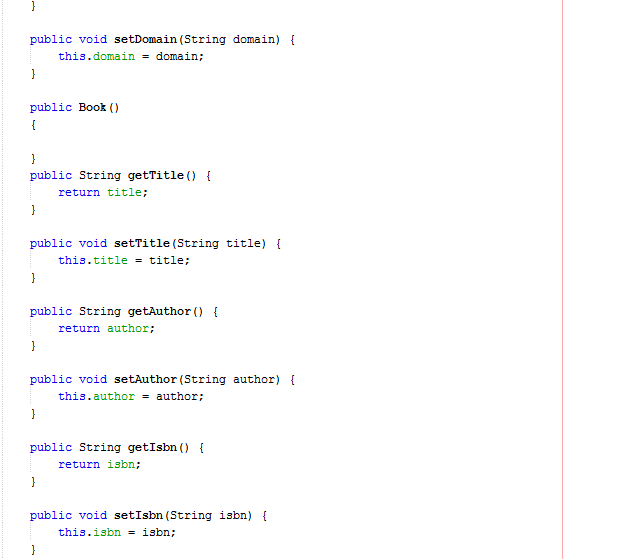 }
public void setDomain(String domain) {
this.domain = domain;
}
public Book()
{
}
public String getTitle() {
return title;
}
public void setTitle(String title) {
this.title = title;
}
public String getAuthor() {
return author;
}
public void setAuthor(String author) {
this.author = author;
}
public String getIsbn() {
return isbn;
}
public void setIsbn(String isbn) {
this.isbn = isbn;
}